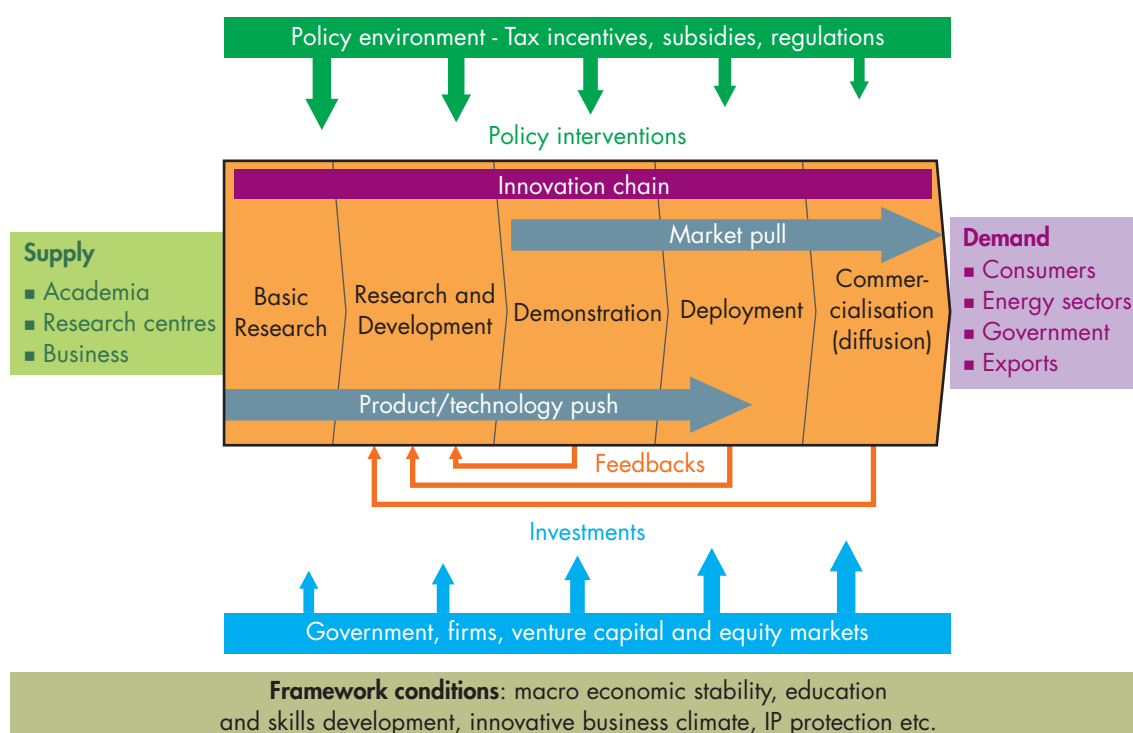 Policy environment - Tax incentives, subsidies, regulations
Policy interventions
Innovation chain
Market pull
Supply
■ Academia
■ Research centres
■ Business
Basic
Research
Research and
Development
Demonstration
Deployment
Commer-
cialisation
(diffusion)
Demand
■ Consumers
■ Energy sectors
■ Government
■ Exports
Product/technology push
Feedbacks
Investments
Government, firms, venture capital and equity markets
Framework conditions: macro economic stability, education
and skills development, innovative business climate, IP protection etc.